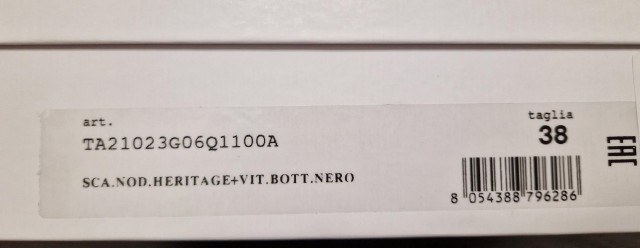 art.
TA21023G06Q1100A
SCA.NOD.HERITAGE+VIT.BOTT.NERO
taglia
38
8 054388 796286
EAC